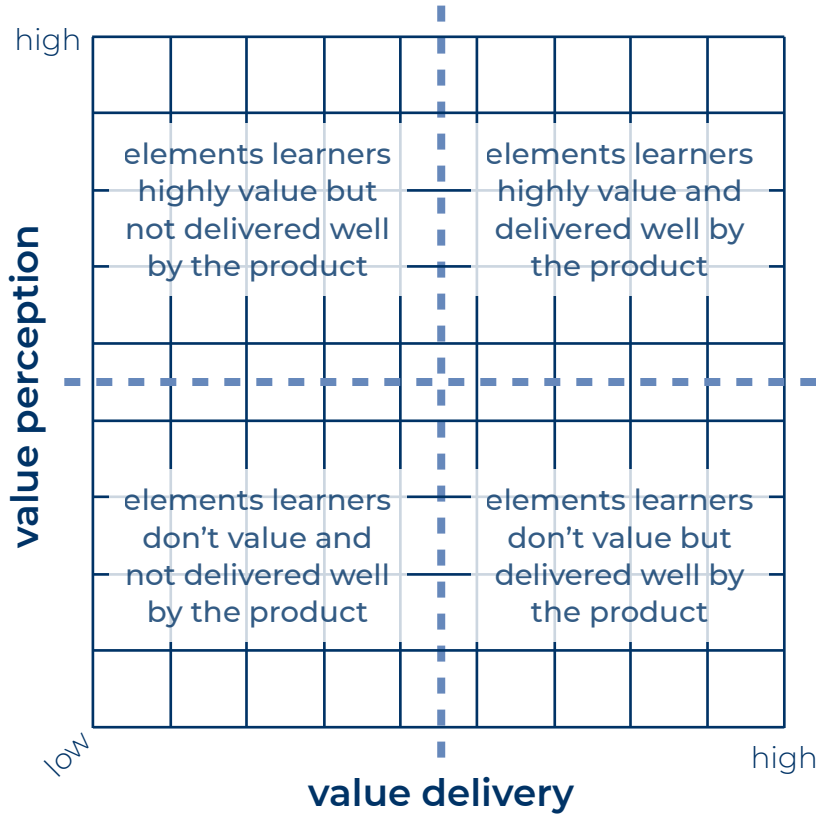 high
elements learners
highly value but
not delivered well
by the product
elements learners
highly value and
delivered well by
the product
value perception
elements learners
don’t value and
not delivered well
by the product
elements learners
don’t value but
delivered well by
the product
low
high
value delivery